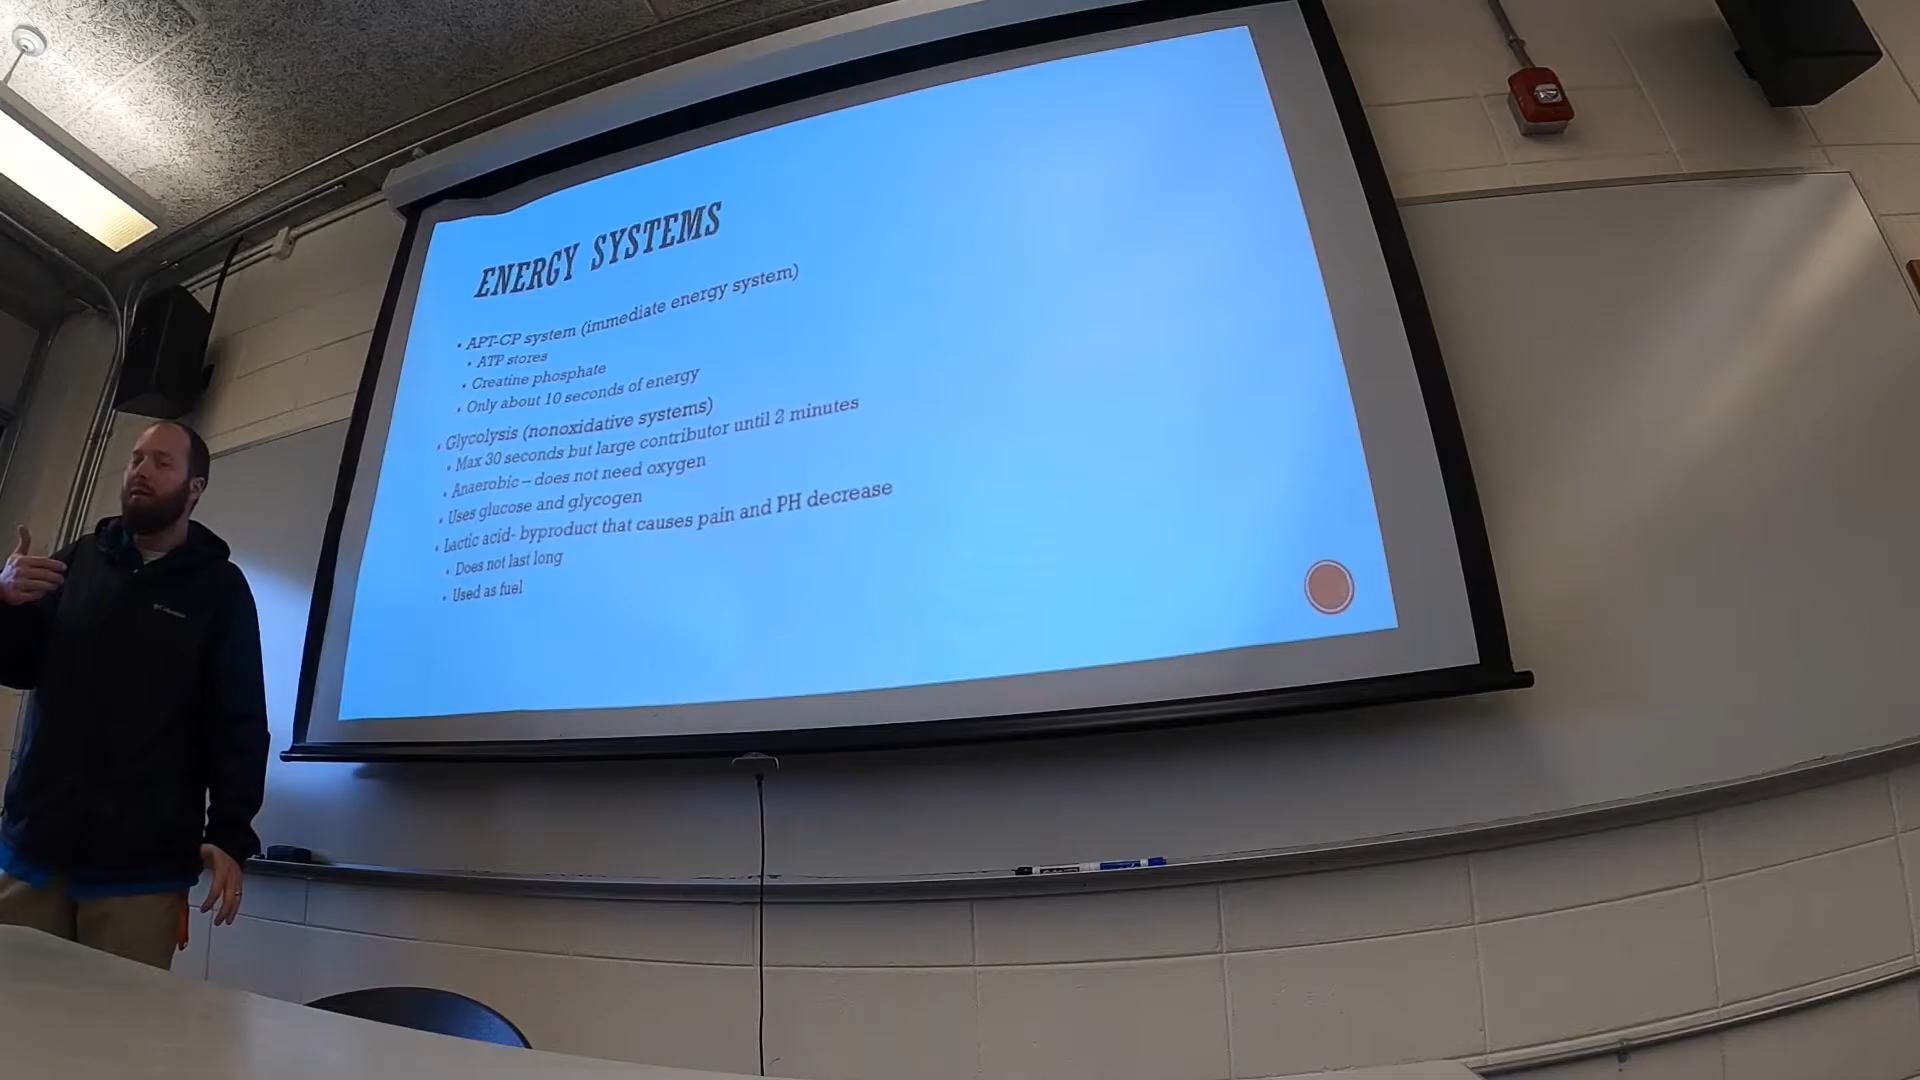 ENERGY SYSTEMS
• APT-CP system (immediate energy system)
• ATP stores
• Creatine phosphate
• Only about 10 seconds of energy
• Glycolysis (nonoxidative systems)
• Max 30 seconds but large contributor until 2 minutes
• Anaerobic – does not need oxygen
• Uses glucose and glycogen
• Lactic acid- byproduct that causes pain and PH decrease
• Does not last long
• Used as fuel
Columbia